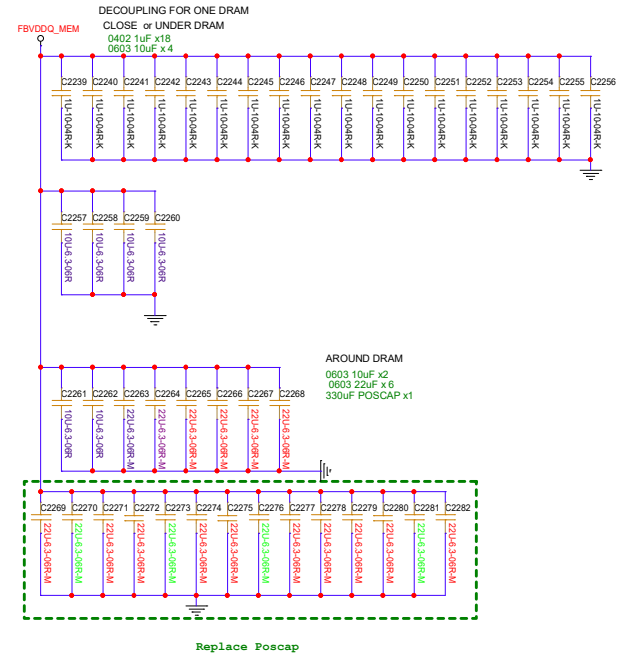 DECOUPLING FOR ONE DRAM
FBVDDQ_MEM
CLOSE or UNDER DRAM
0402 1uF x18
0603 10uF x 4
C2239 C2240 C2241 C2242 C2243 C2244 C2245 C2246 C2247 C2248 C2249 C2250 C2251 C2252 C2253 C2254 C2255 C2256
1U-10-04R-K 1U-10-04R-K 1U-10-04R-K 1U-10-04R-K 1U-10-04R-K 1U-10-04R-K 1U-10-04R-K 1U-10-04R-K 1U-10-04R-K 1U-10-04R-K 1U-10-04R-K 1U-10-04R-K 1U-10-04R-K 1U-10-04R-K 1U-10-04R-K 1U-10-04R-K 1U-10-04R-K 1U-10-04R-K
C2257 C2258 C2259 C2260
10U-6.3-06R 10U-6.3-06R 10U-6.3-06R 10U-6.3-06R
AROUND DRAM
0603 10uF x2
0603 22uF x 6
330uF POSCAP x1
C2261 C2262 C2263 C2264 C2265 C2266 C2267 C2268
10U-6.3-06R 10U-6.3-06R 22U-6.3-06R-M 22U-6.3-06R-M 22U-6.3-06R-M 22U-6.3-06R-M 22U-6.3-06R-M 22U-6.3-06R-M
C2269 C2270 C2271 C2272 C2273 C2274 C2275 C2276 C2277 C2278 C2279 C2280 C2281 C2282
22U-6.3-06R-M 22U-6.3-06R-M 22U-6.3-06R-M 22U-6.3-06R-M 22U-6.3-06R-M 22U-6.3-06R-M 22U-6.3-06R-M 22U-6.3-06R-M 22U-6.3-06R-M 22U-6.3-06R-M 22U-6.3-06R-M 22U-6.3-06R-M 22U-6.3-06R-M 22U-6.3-06R-M
Replace Poscap